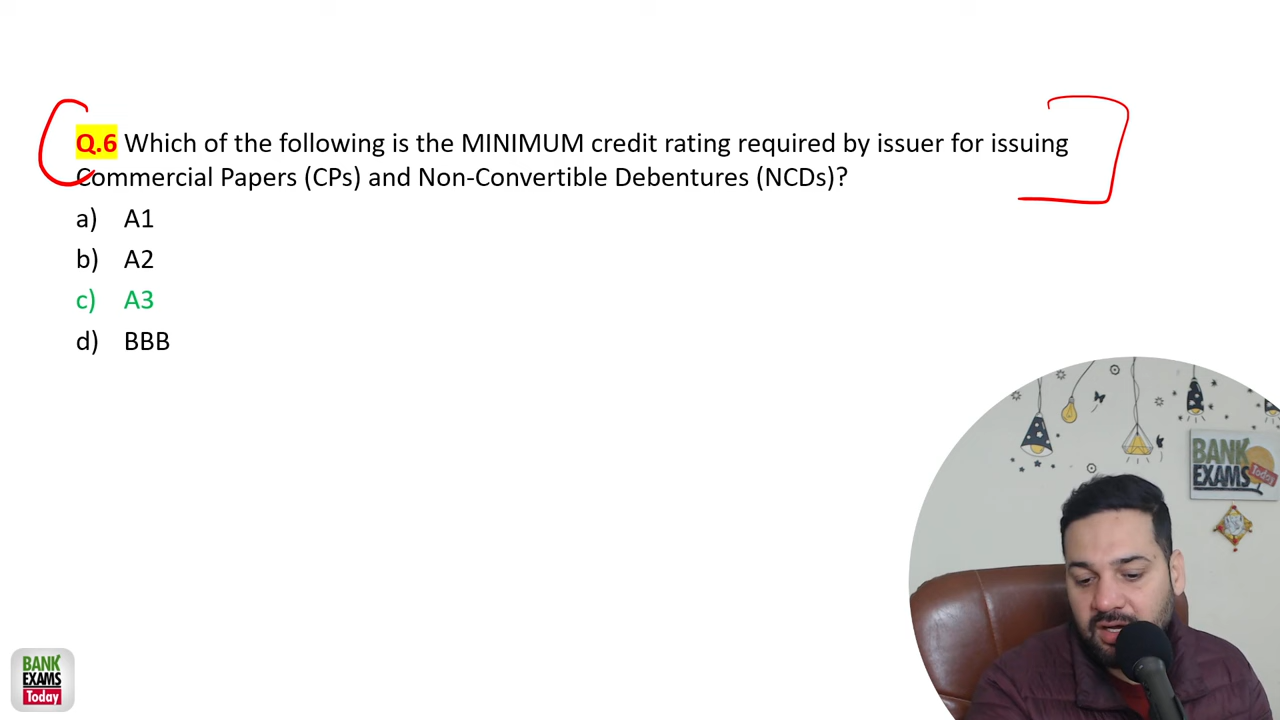 Q.6 Which of the following is the MINIMUM credit rating required by issuer for issuing
Commercial Papers (CPs) and Non-Convertible Debentures (NCDs)?
a) A1
b) A2
c) A3
d) BBB
BANK
EXAMS
Today
BANK
EXAMS
Today